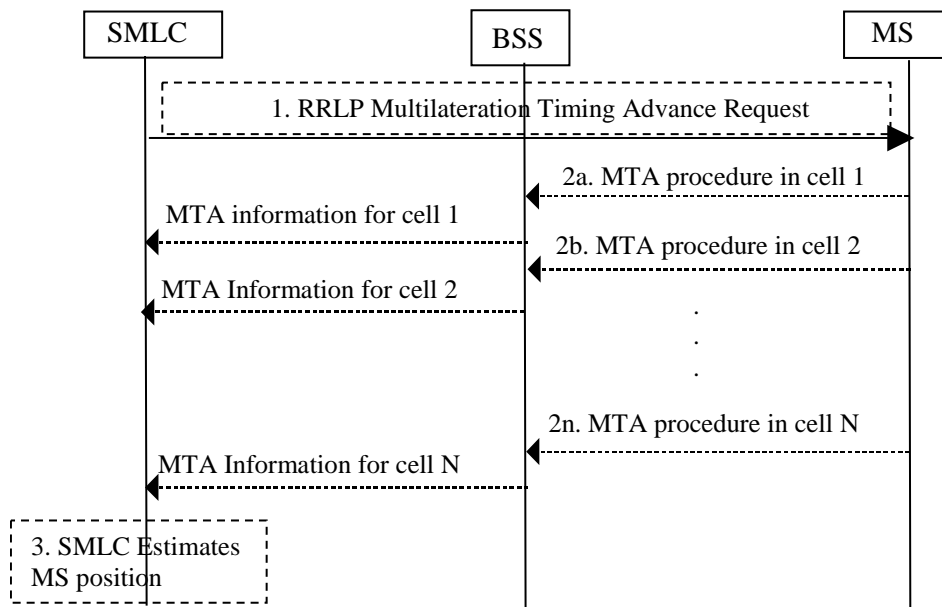 SMLC
BSS
MS
1. RRLP Multilateration Timing Advance Request
2a. MTA procedure in cell 1
MTA information for cell 1
2b. MTA procedure in cell 2
MTA Information for cell 2
.
.
.
2n. MTA procedure in cell N
MTA Information for cell N
3. SMLC Estimates
MS position